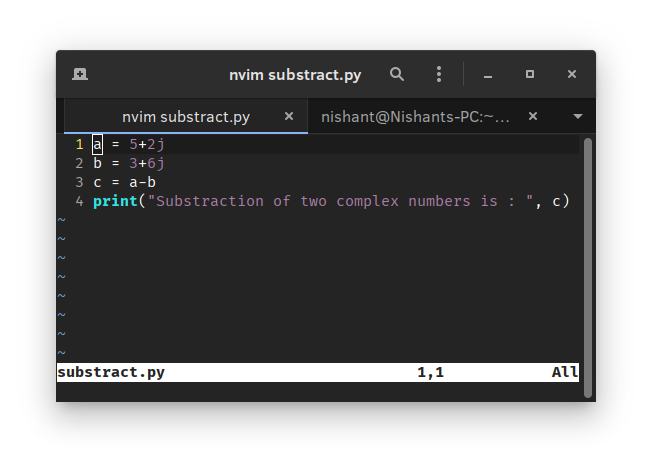 nvim substract.py
nvim substract.py nishant@Nishants-PC:~...
1 a = 5+2j
2 b = 3+6j
3 c = a-b
4 print("Substraction of two complex numbers is : ", c)
~
~
~
~
~
~
~
~
substract.py 1,1 All